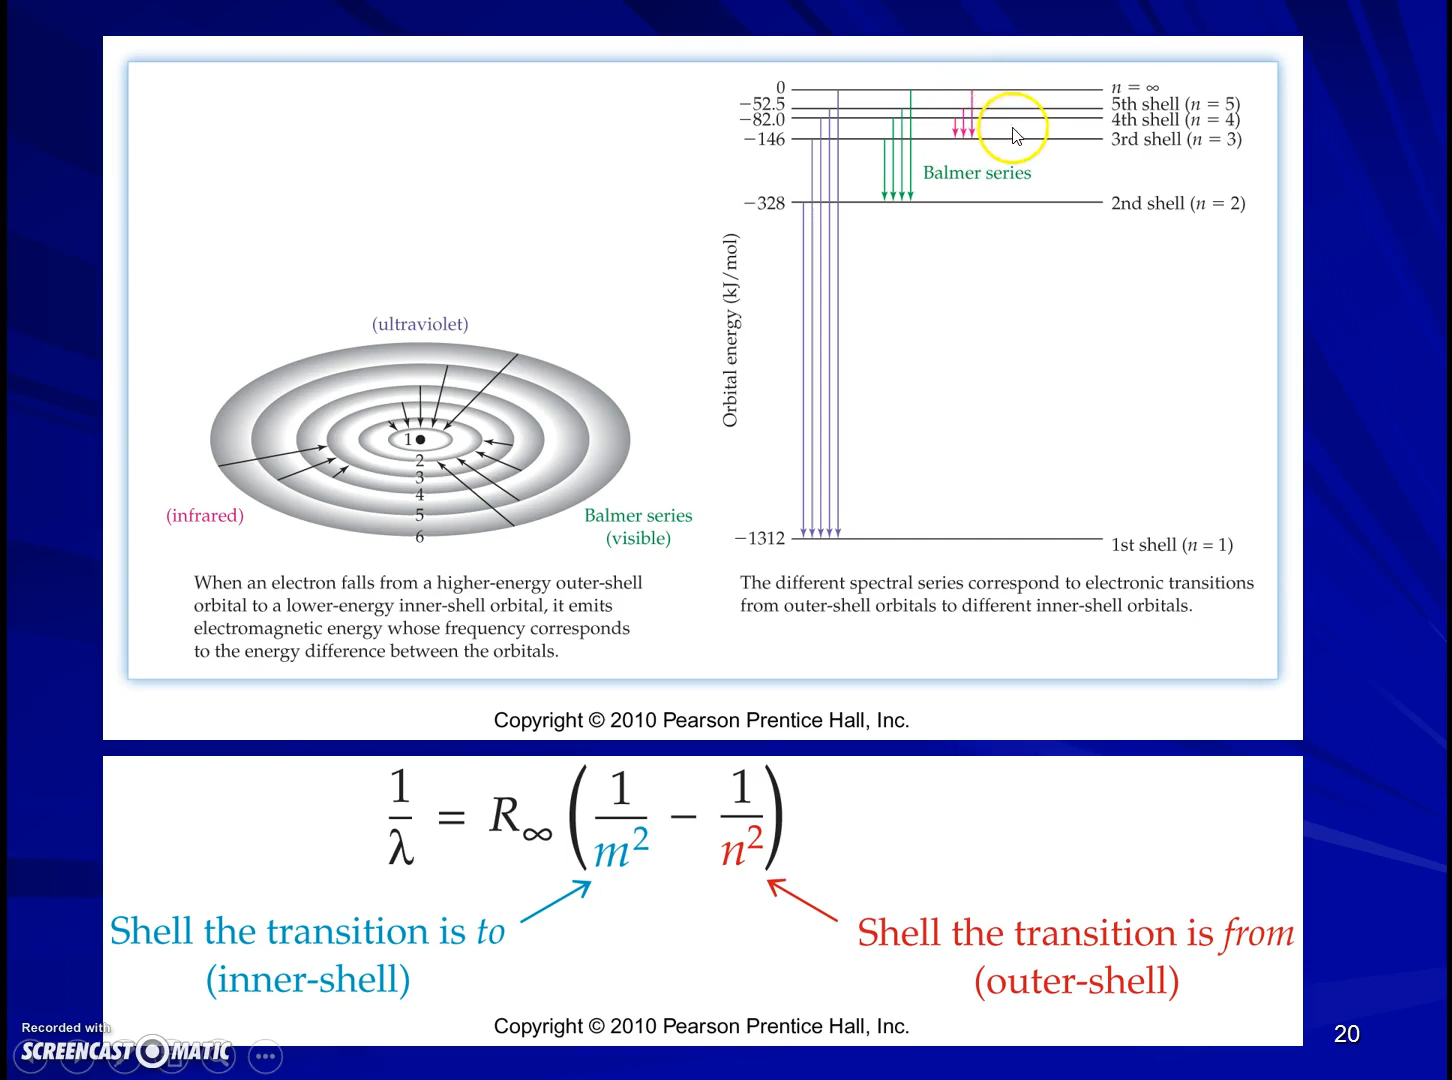 0
−52.5
−82.0
−146
−328
−1312
Orbital energy (kJ/mol)
n = ∞
5th shell (n = 5)
4th shell (n = 4)
3rd shell (n = 3)
Balmer series
2nd shell (n = 2)
1st shell (n = 1)
(ultraviolet)
1
2
3
4
5
6
(infrared)
Balmer series
(visible)
When an electron falls from a higher-energy outer-shell
orbital to a lower-energy inner-shell orbital, it emits
electromagnetic energy whose frequency corresponds
to the energy difference between the orbitals.
The different spectral series correspond to electronic transitions
from outer-shell orbitals to different inner-shell orbitals.
Copyright © 2010 Pearson Prentice Hall, Inc.
1/λ = R∞ (1/m² − 1/n²)
Shell the transition is to
(inner-shell)
Shell the transition is from
(outer-shell)
Copyright © 2010 Pearson Prentice Hall, Inc.
20
Recorded with
SCREENCAST MATIC